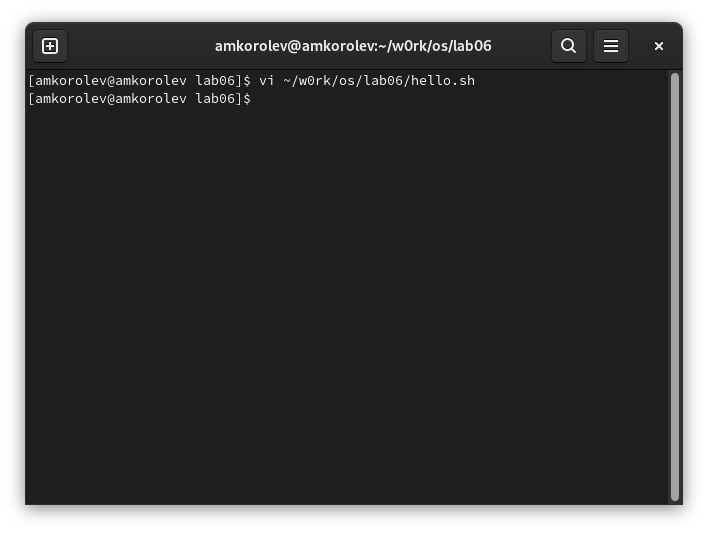 amkorolev@amkorolev:~/w0rk/os/lab06
[amkorolev@amkorolev lab06]$ vi ~/w0rk/os/lab06/hello.sh
[amkorolev@amkorolev lab06]$